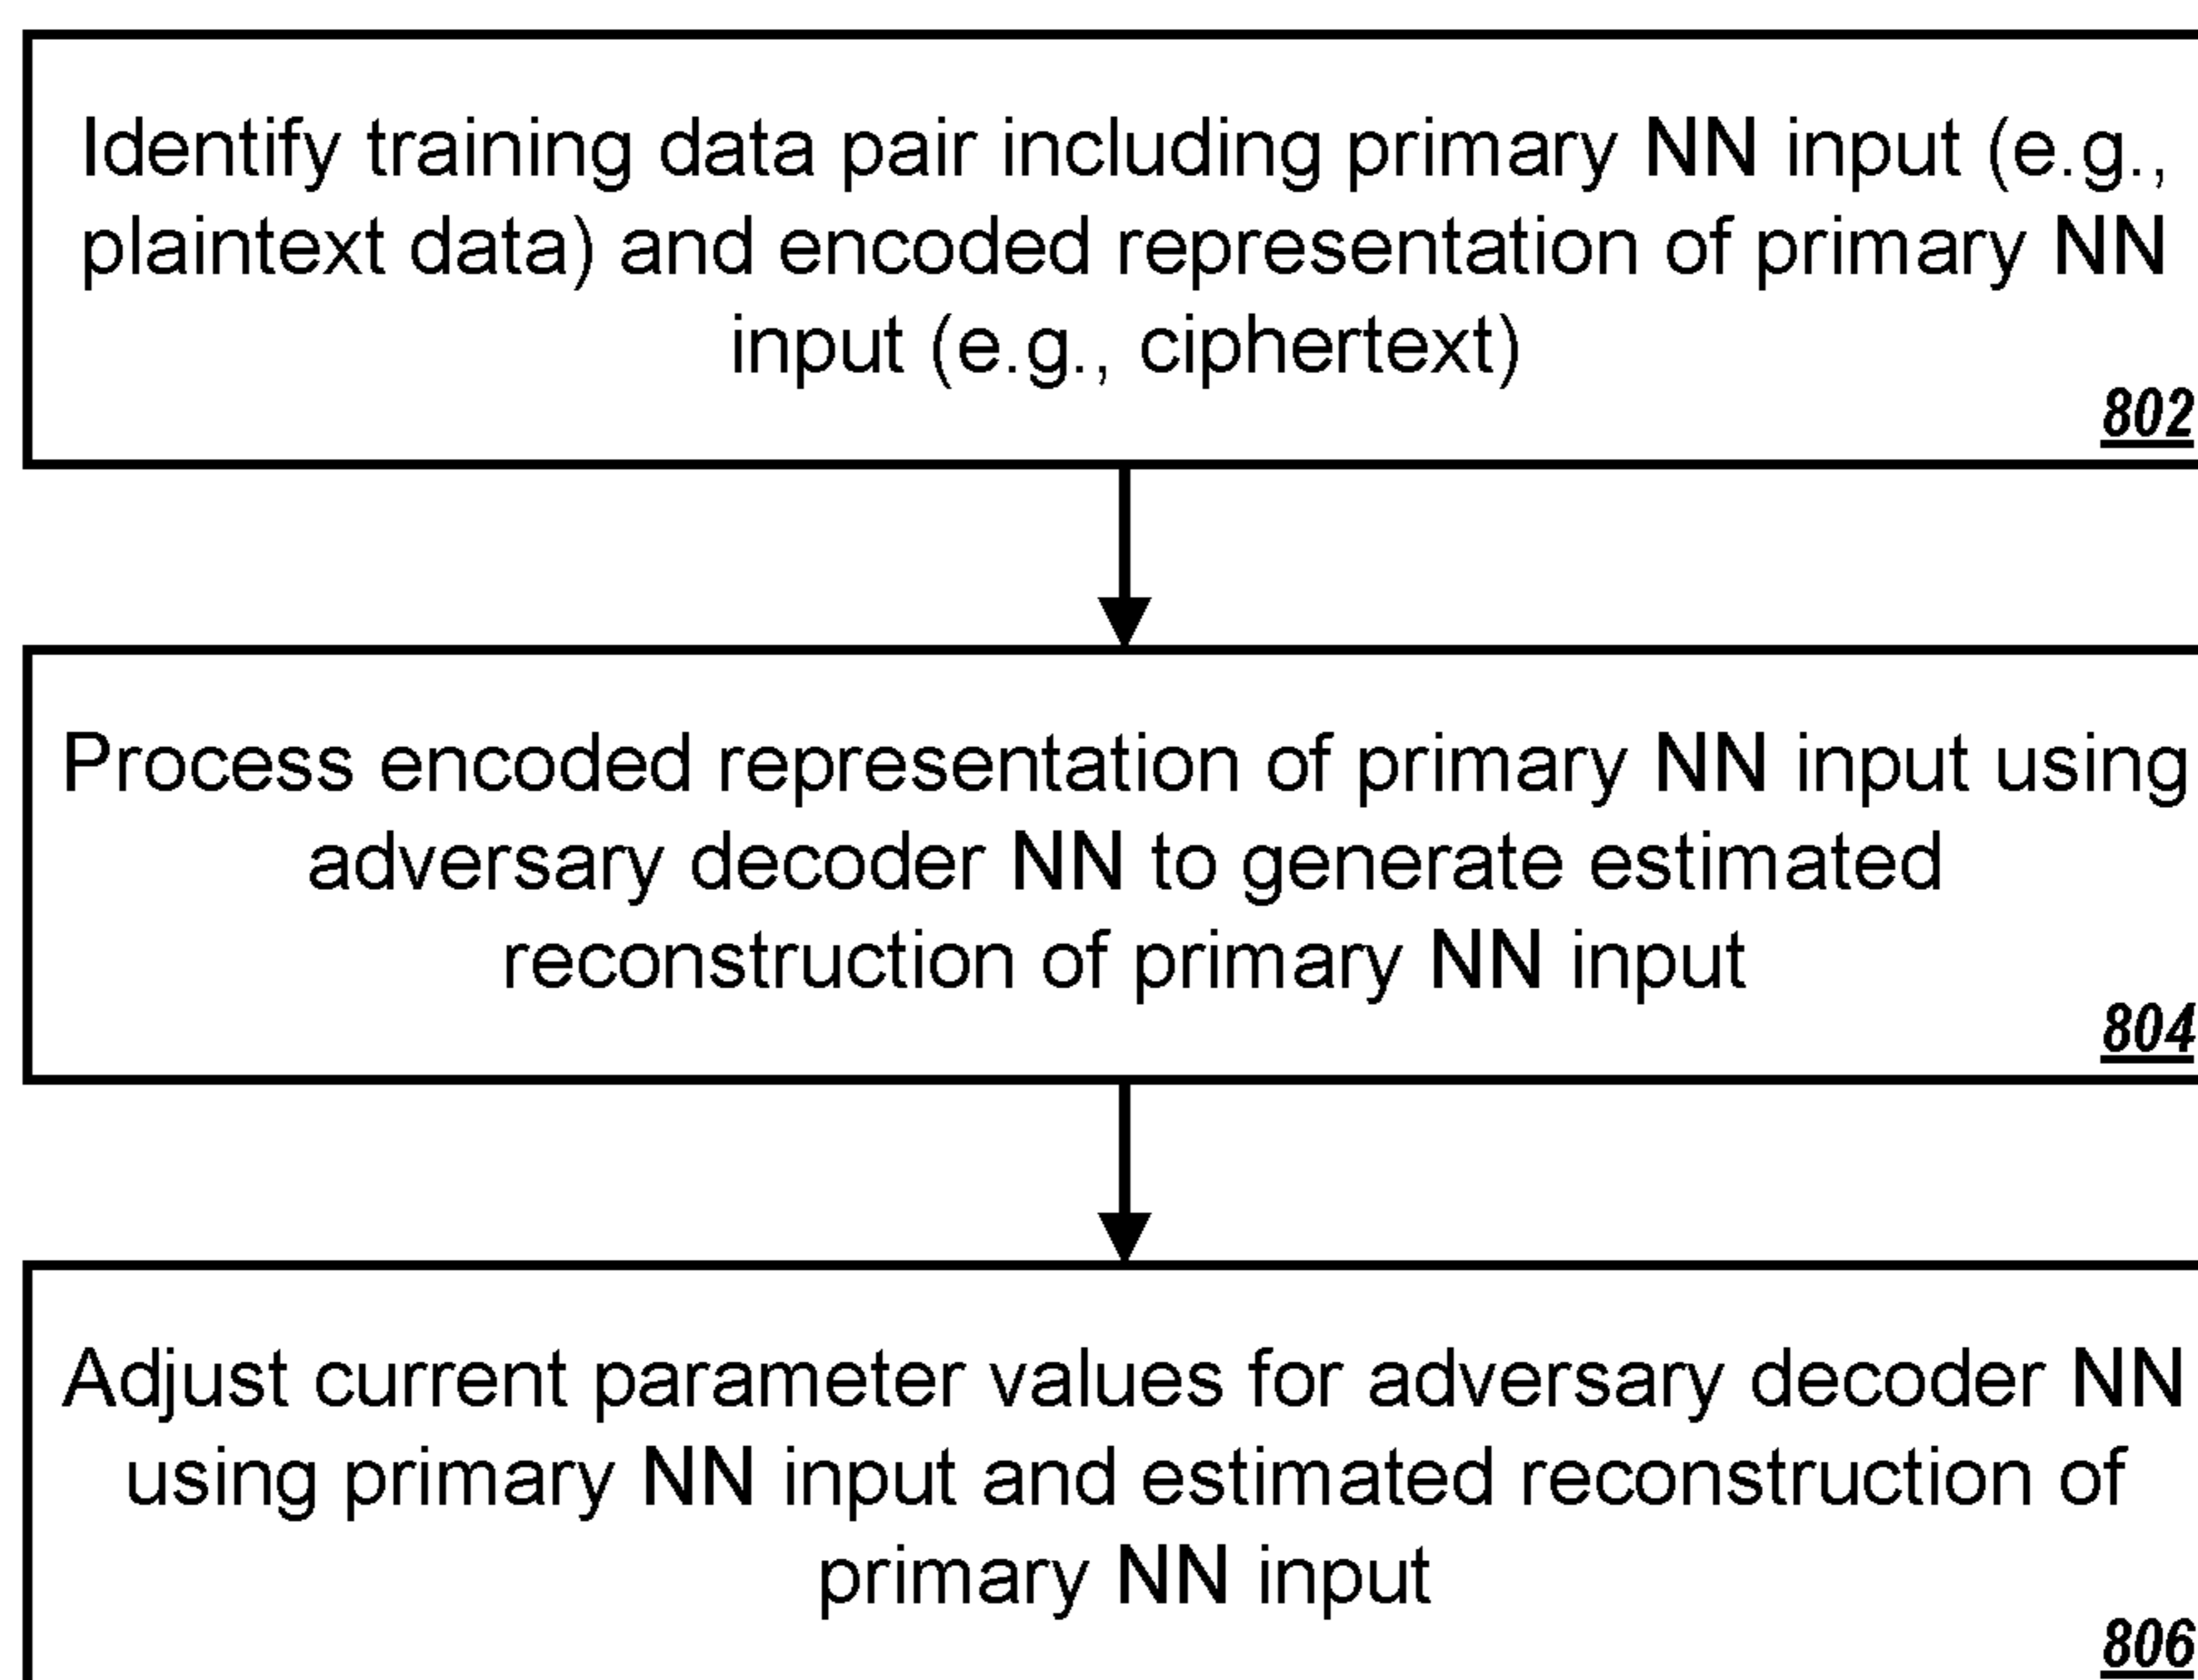 Identify training data pair including primary NN input (e.g.,
plaintext data) and encoded representation of primary NN
input (e.g., ciphertext)
802
Process encoded representation of primary NN input using
adversary decoder NN to generate estimated
reconstruction of primary NN input
804
Adjust current parameter values for adversary decoder NN
using primary NN input and estimated reconstruction of
primary NN input
806